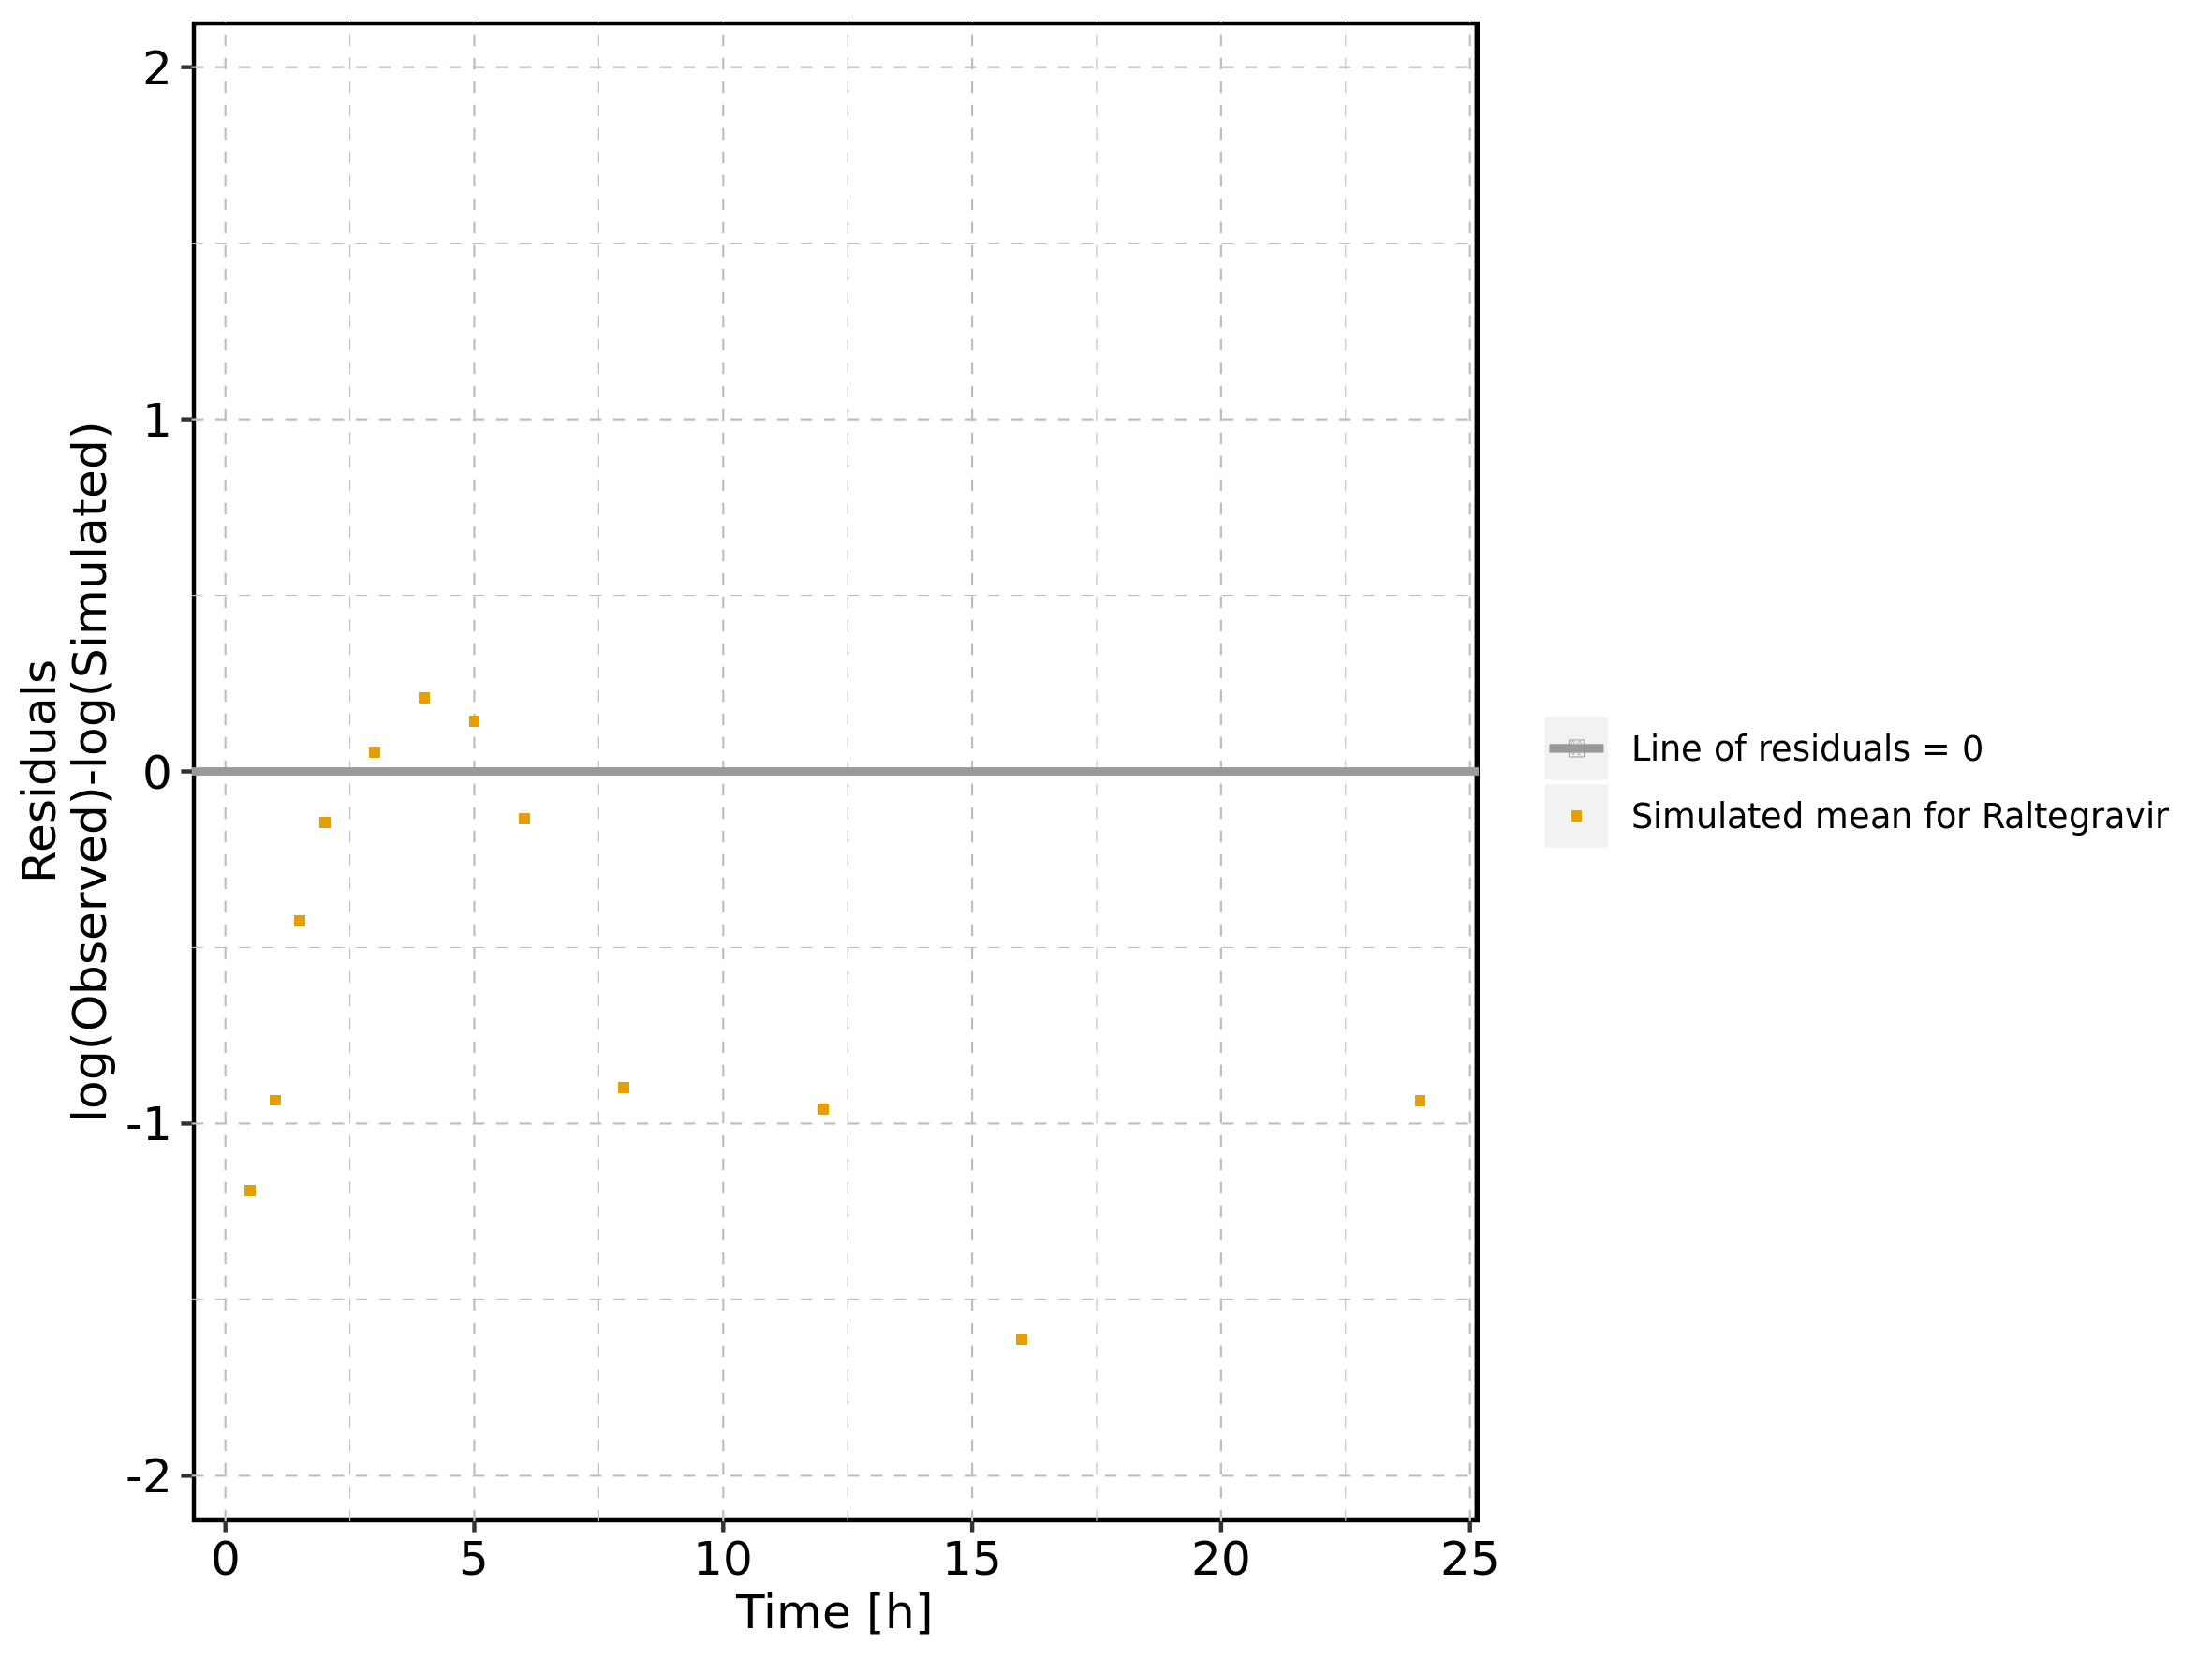 Residuals
log(Observed)-log(Simulated)
2
1
0
-1
-2
0 5 10 15 20 25
Time [h]
Line of residuals = 0
Simulated mean for Raltegravir